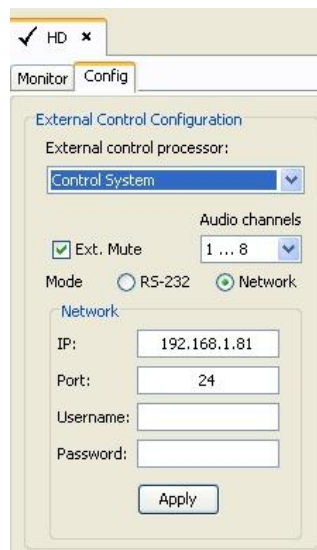 HD
Monitor Config
External Control Configuration
External control processor:
Control System
Audio channels
Ext. Mute 1 ... 8
Mode RS-232 Network
Network
IP: 192.168.1.81
Port: 24
Username:
Password:
Apply